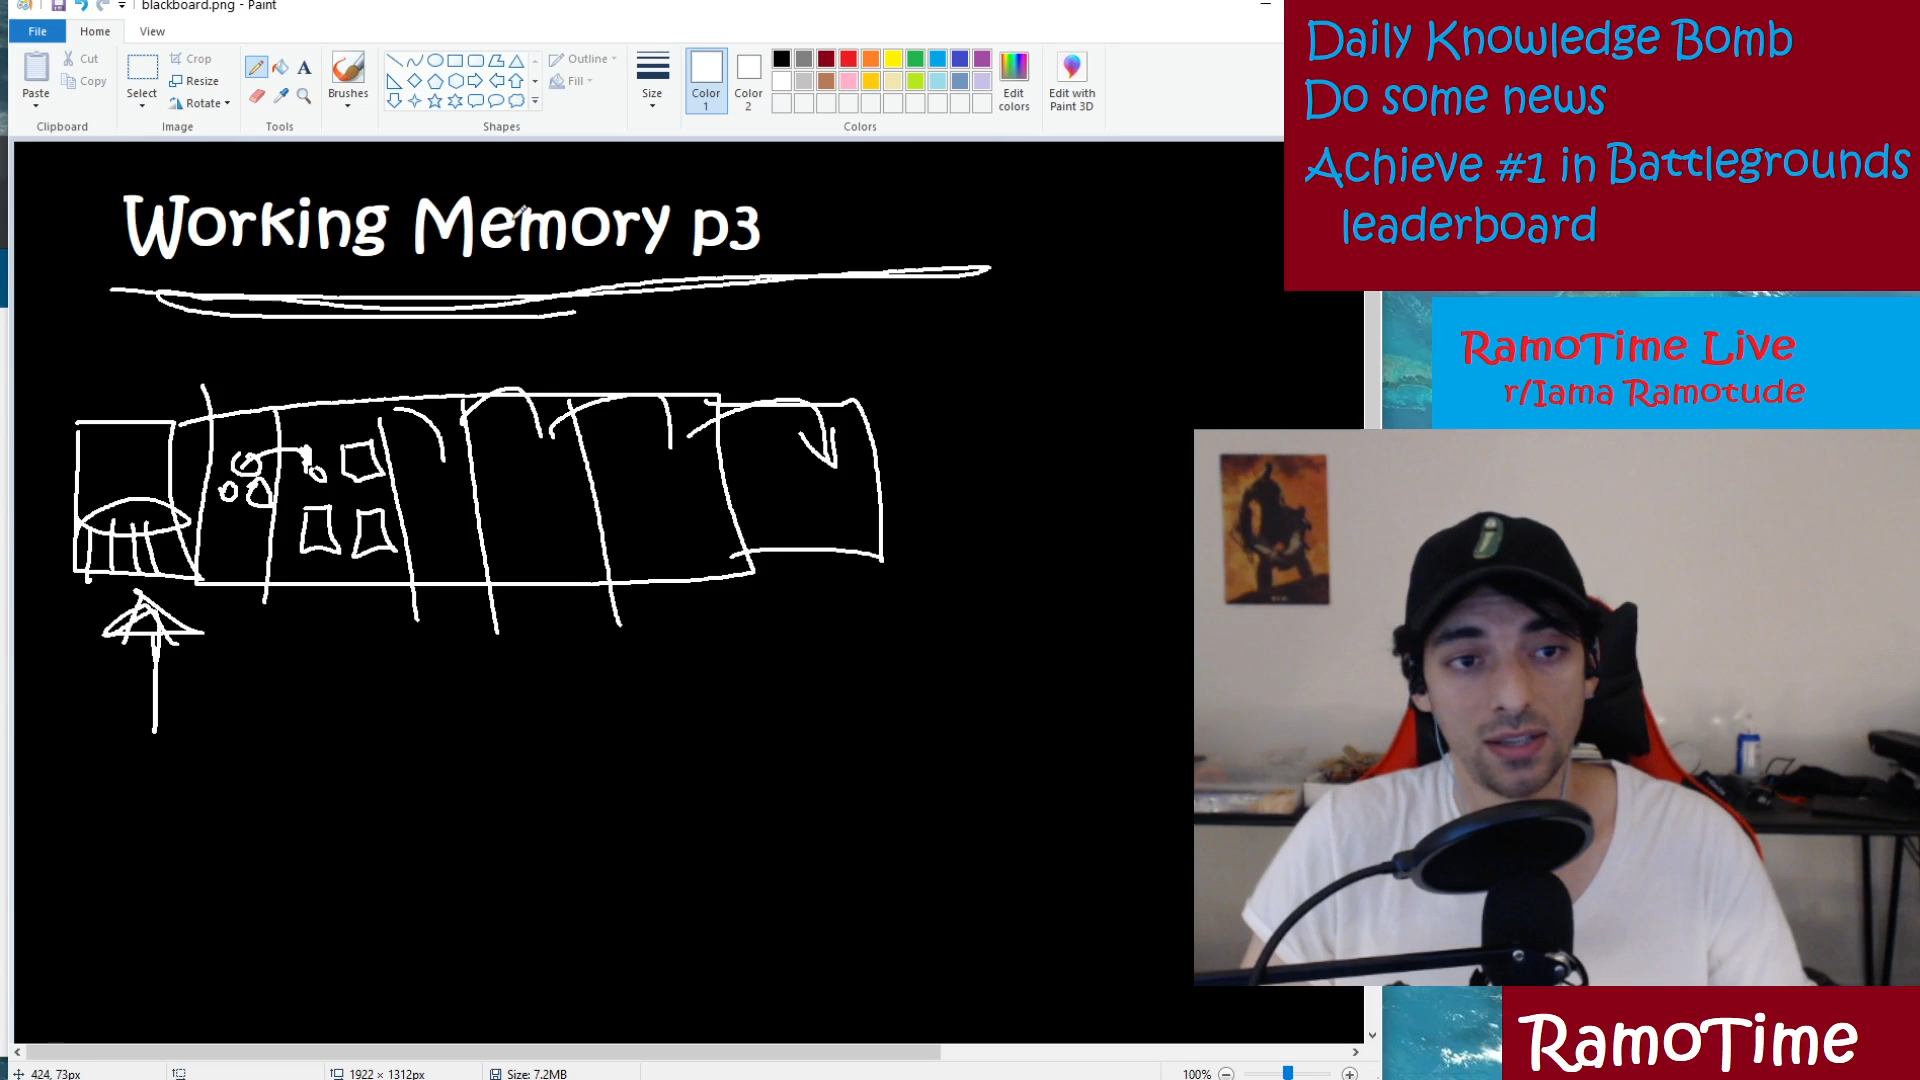 blackboard.png - Paint
File Home View
Paste
Cut
Copy
Clipboard
Select
Crop
Resize
Rotate
Image
A
Tools
Brushes
Outline
Fill
Shapes
Size
Color 1
Color 2
Edit colors
Edit with Paint 3D
Colors
Daily Knowledge Bomb
Do some news
Achieve #1 in Battlegrounds
leaderboard
Working Memory p3
RamoTime Live
r/Iama Ramotude
RamoTime
424, 73px
1922 × 1312px
Size: 7.2MB
100%